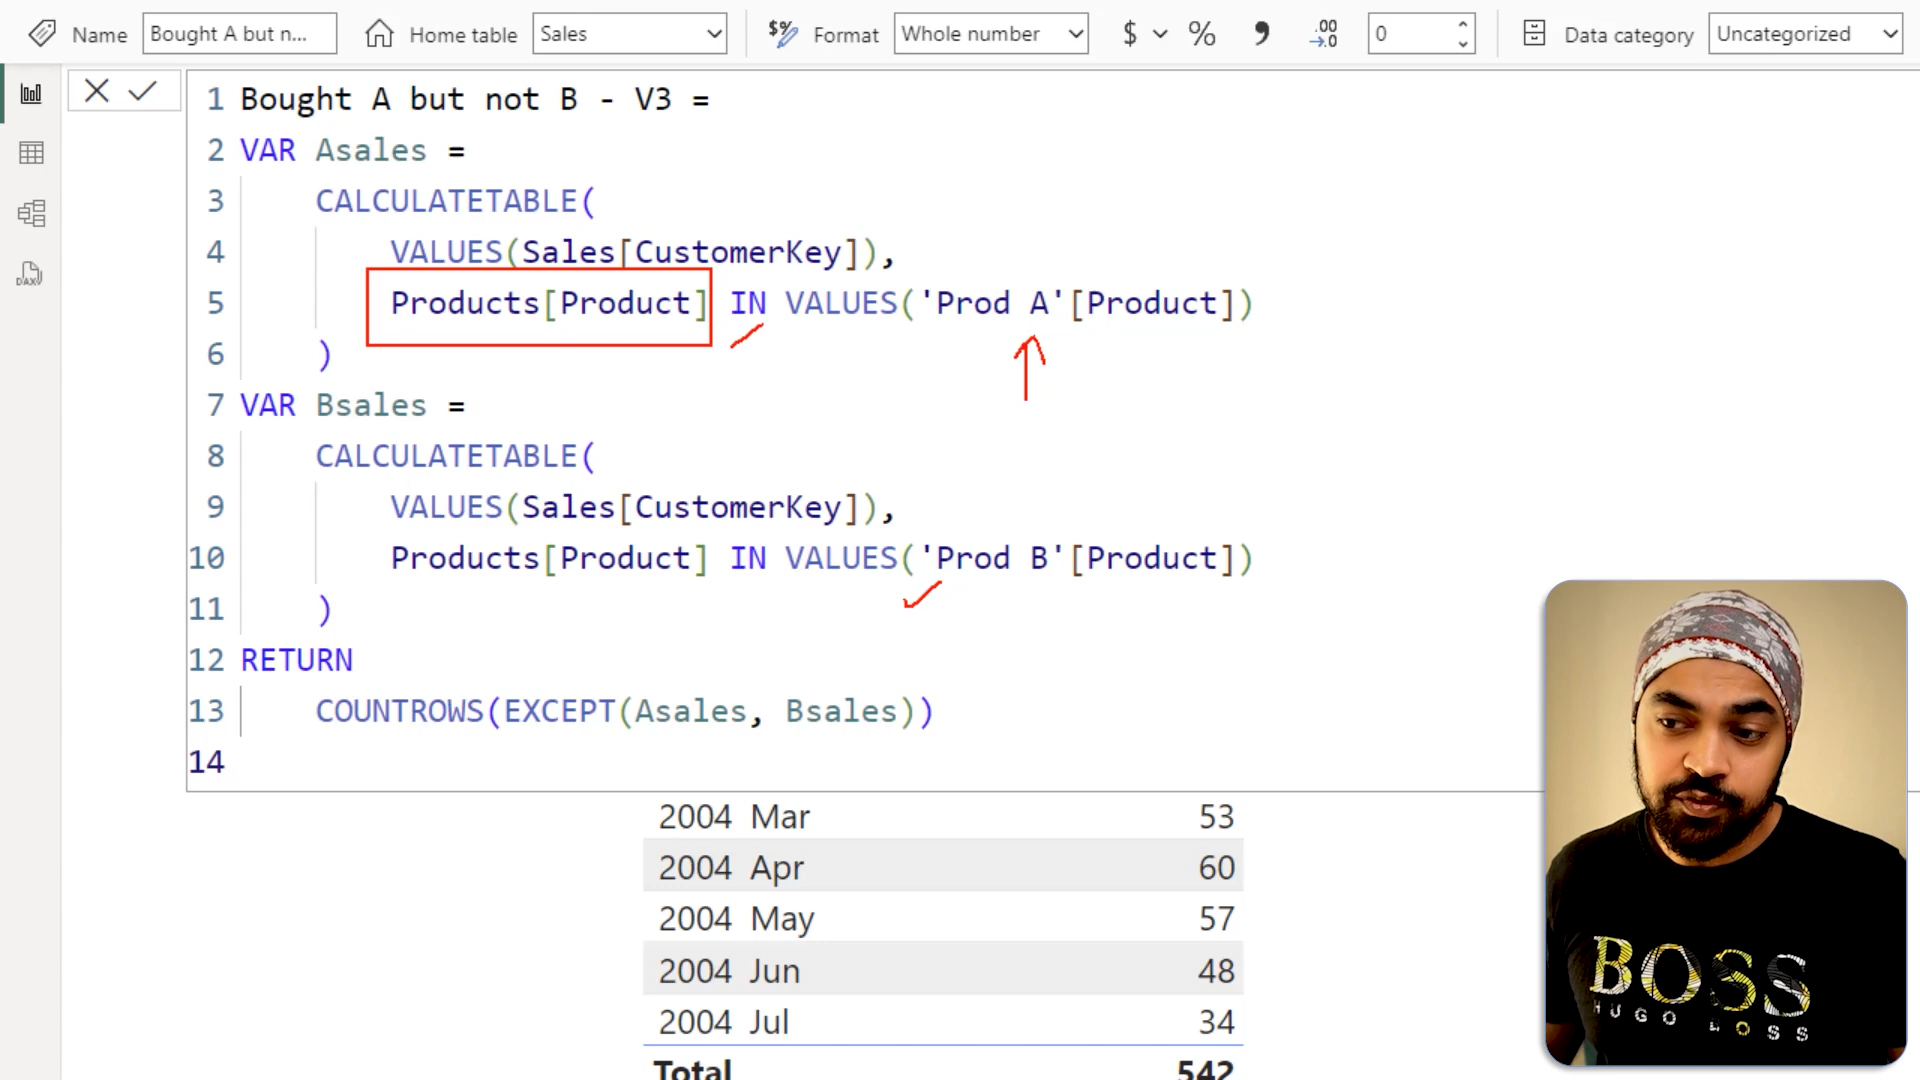 Name Bought A but n... Home table Sales Format Whole number $ % , .00 →.0 0 Data category Uncategorized
1 Bought A but not B - V3 =
2 VAR Asales =
3 CALCULATETABLE(
4 VALUES(Sales[CustomerKey]),
5 Products[Product] IN VALUES('Prod A'[Product])
6 )
7 VAR Bsales =
8 CALCULATETABLE(
9 VALUES(Sales[CustomerKey]),
10 Products[Product] IN VALUES('Prod B'[Product])
11 )
12 RETURN
13 COUNTROWS(EXCEPT(Asales, Bsales))
14
DAX
2004 Mar 53
2004 Apr 60
2004 May 57
2004 Jun 48
2004 Jul 34
Total 542
BOSS
HUGO BOSS